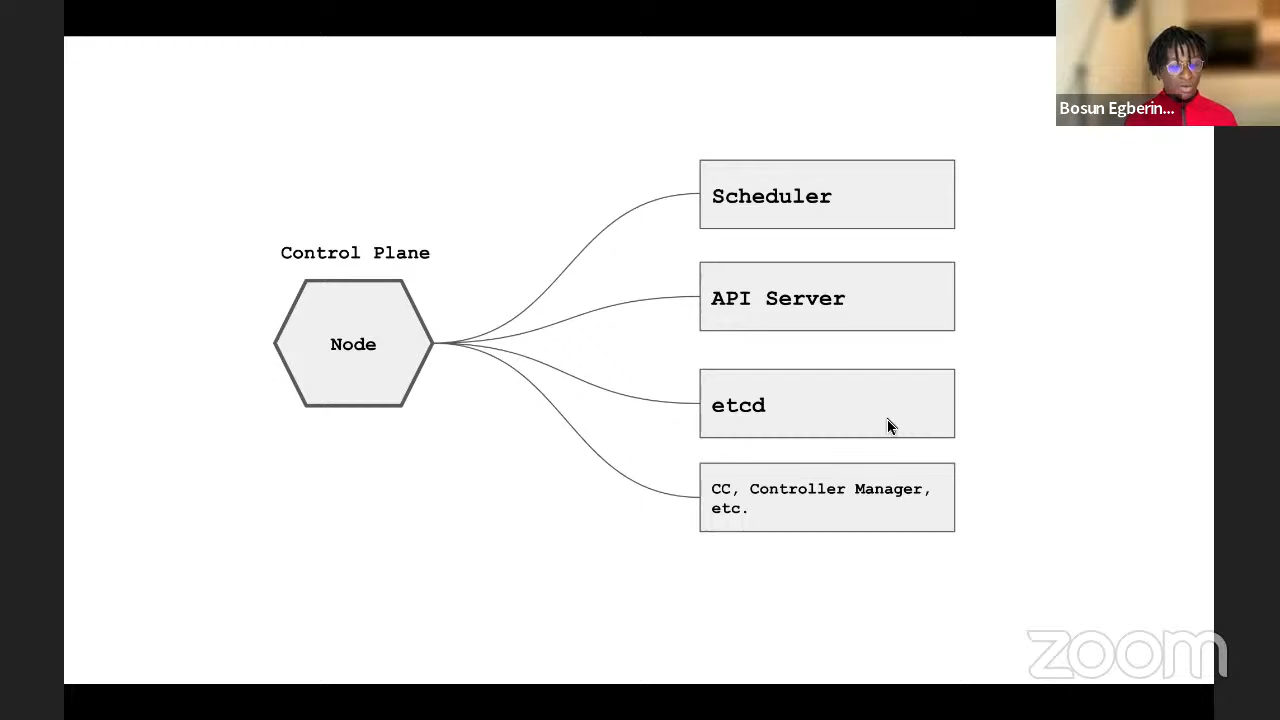 Bosun Egberin...
Scheduler
Control Plane
API Server
Node
etcd
CC, Controller Manager,
etc.
zoom